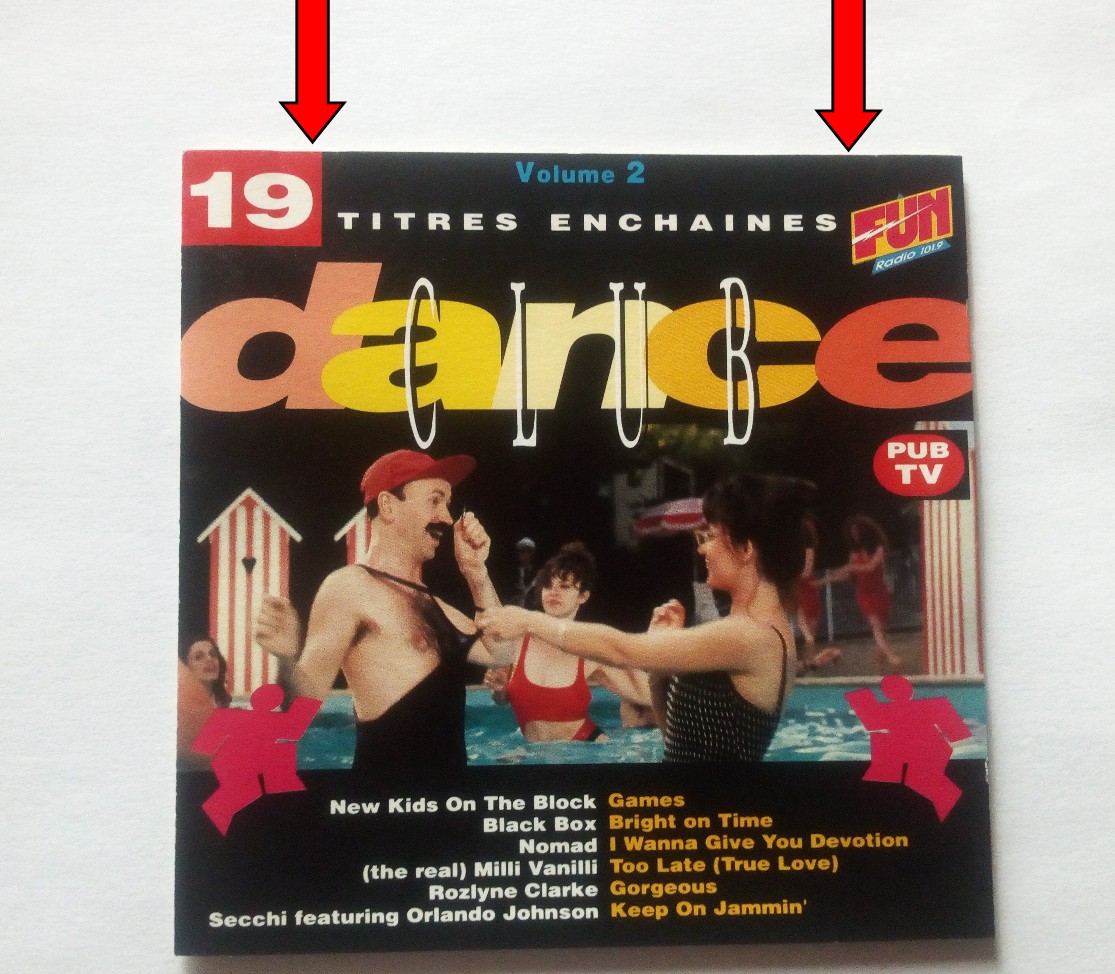 19
Volume 2
TITRES ENCHAINES
FUN
Radio 101.9
dance
CLUB
PUB
TV
New Kids On The Block Games
Black Box Bright on Time
Nomad I Wanna Give You Devotion
(the real) Milli Vanilli Too Late (True Love)
Rozlyne Clarke Gorgeous
Secchi featuring Orlando Johnson Keep On Jammin'